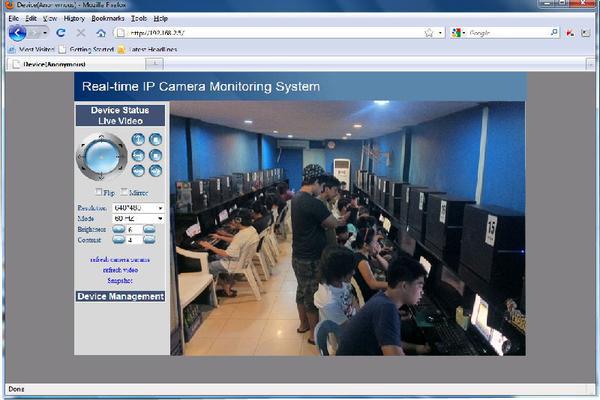 Device(Anonymous) - Mozilla Firefox
File Edit View History Bookmarks Tools Help
http://192.168.2.5/
Google
Most Visited Getting Started Latest Headlines
Device(Anonymous)
Real-time IP Camera Monitoring System
Device Status
Live Video
Flip Mirror
Resolution 640*480
Mode 60 HZ
Brightness 6
Contrast 4
refresh camera params
refresh video
Snapshot
Device Management
15
Done